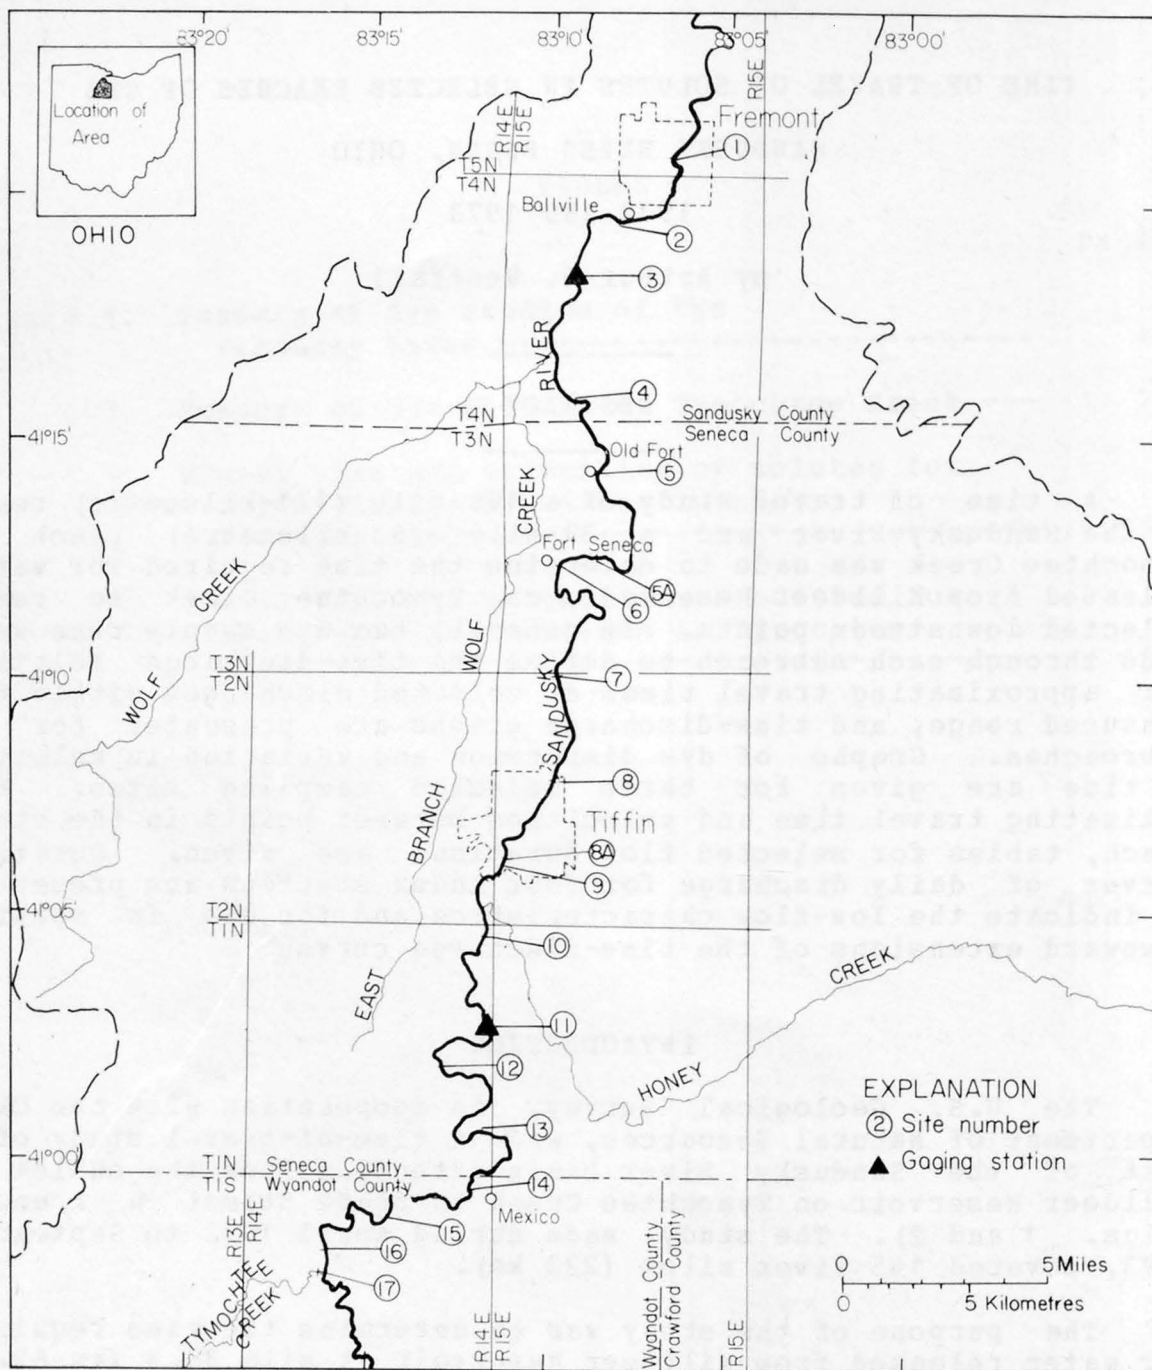 83°20'
83°15'
83°10'
83°05'
83°00'
Location of
Area
OHIO
R14E
R15E
R15E
Fremont
1
T5N
T4N
Ballville
2
3
RIVER
4
T4N
T3N
Sandusky County
Seneca County
41°15'
Old Fort
5
CREEK
Fort Seneca
5A
6
CREEK
WOLF
WOLF
SANDUSKY
T3N
T2N
41°10'
7
8
BRANCH
Tiffin
8A
9
41°05'
T2N
T1N
10
EAST
CREEK
11
12
HONEY
EXPLANATION
2 Site number
Gaging station
13
41°00'
T1N
T1S
Seneca County
Wyandot County
14
Mexico
15
R13E
R14E
16
17
TYMOCHTEE
CREEK
R14E
R15E
Wyandot County
Crawford County
R15E
0 5 Miles
0 5 Kilometres